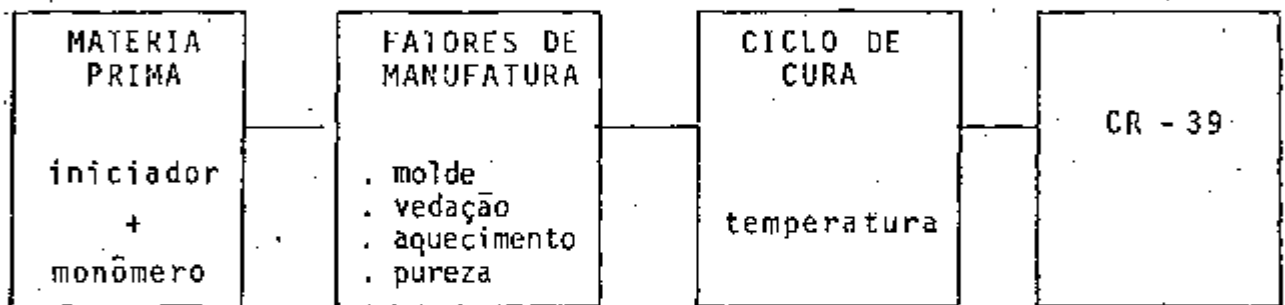 MATERIA
PRIMA
iniciador
+
monômero
FATORES DE
MANUFATURA
. molde
. vedação
. aquecimento
. pureza
CICLO DE
CURA
temperatura
CR - 39